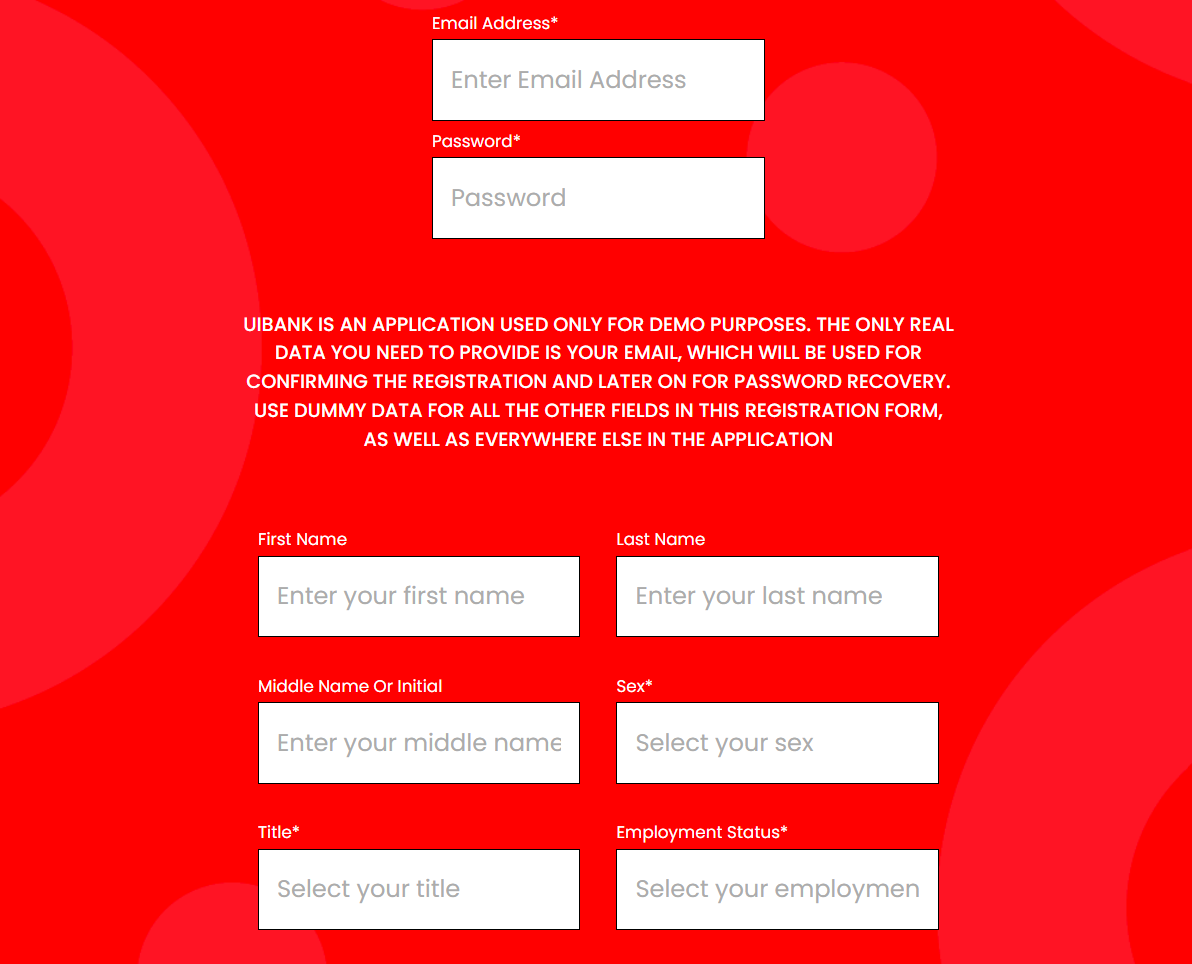 Email Address*
Enter Email Address
Password*
Password
UIBANK IS AN APPLICATION USED ONLY FOR DEMO PURPOSES. THE ONLY REAL
DATA YOU NEED TO PROVIDE IS YOUR EMAIL, WHICH WILL BE USED FOR
CONFIRMING THE REGISTRATION AND LATER ON FOR PASSWORD RECOVERY.
USE DUMMY DATA FOR ALL THE OTHER FIELDS IN THIS REGISTRATION FORM,
AS WELL AS EVERYWHERE ELSE IN THE APPLICATION
First Name
Last Name
Enter your first name
Enter your last name
Middle Name Or Initial
Sex*
Enter your middle name
Select your sex
Title*
Employment Status*
Select your title
Select your employmen